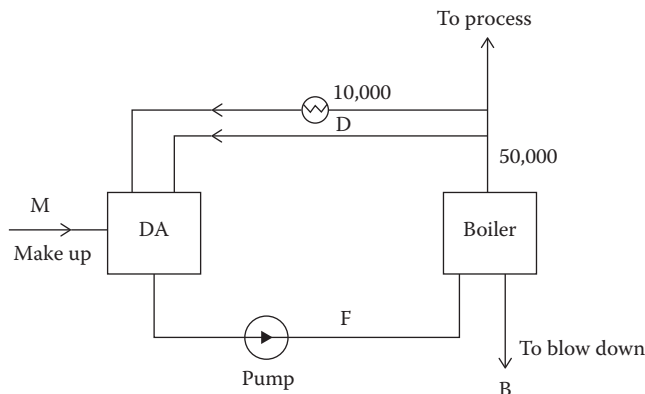 To process
10,000
D
50,000
M
Make up
DA
Boiler
F
Pump
To blow down
B